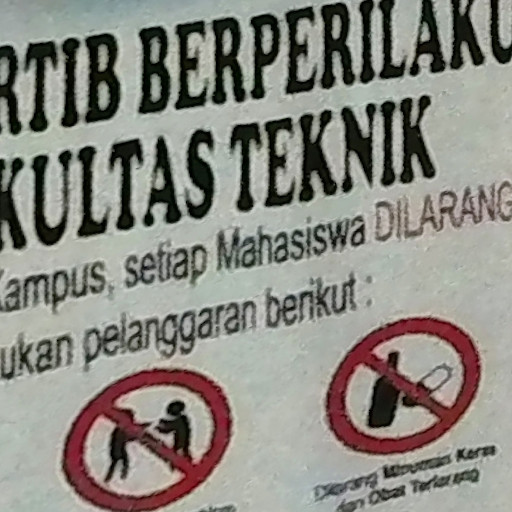 RTIB BERPERILAKU
KULTAS TEKNIK
Kampus, setiap Mahasiswa DILARANG
ukan pelanggaran berikut :
Dilarang Minuman Keras
dan Obat Terlarang